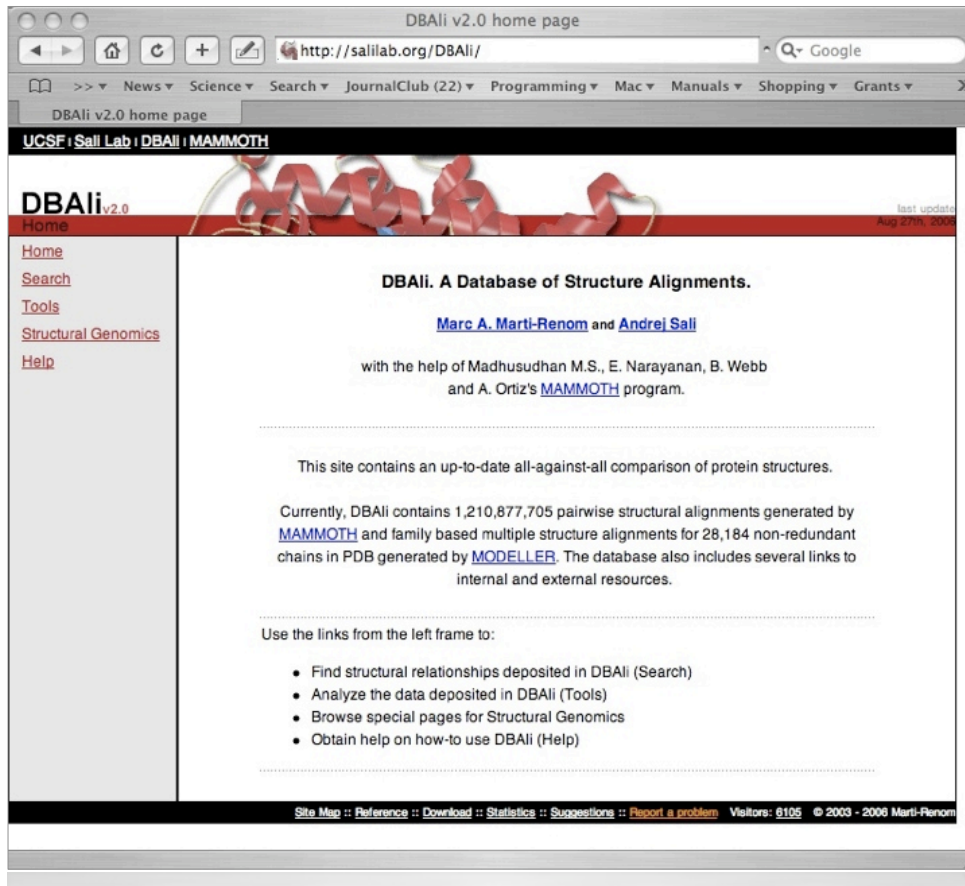 DBAli v2.0 home page
http://salilab.org/DBAli/
Google
>> News Science Search JournalClub (22) Programming Mac Manuals Shopping Grants
DBAli v2.0 home page
UCSF | Sali Lab | DBAli | MAMMOTH
DBAli v2.0
last update
Home
Aug 27th, 2006
Home
Search
Tools
Structural Genomics
Help
DBAli. A Database of Structure Alignments.
Marc A. Marti-Renom and Andrej Sali
with the help of Madhusudhan M.S., E. Narayanan, B. Webb
and A. Ortiz's MAMMOTH program.
This site contains an up-to-date all-against-all comparison of protein structures.
Currently, DBAli contains 1,210,877,705 pairwise structural alignments generated by
MAMMOTH and family based multiple structure alignments for 28,184 non-redundant
chains in PDB generated by MODELLER. The database also includes several links to
internal and external resources.
Use the links from the left frame to:
• Find structural relationships deposited in DBAli (Search)
• Analyze the data deposited in DBAli (Tools)
• Browse special pages for Structural Genomics
• Obtain help on how-to use DBAli (Help)
Site Map :: Reference :: Download :: Statistics :: Suggestions :: Report a problem Visitors: 6105 © 2003 - 2006 Marti-Renom